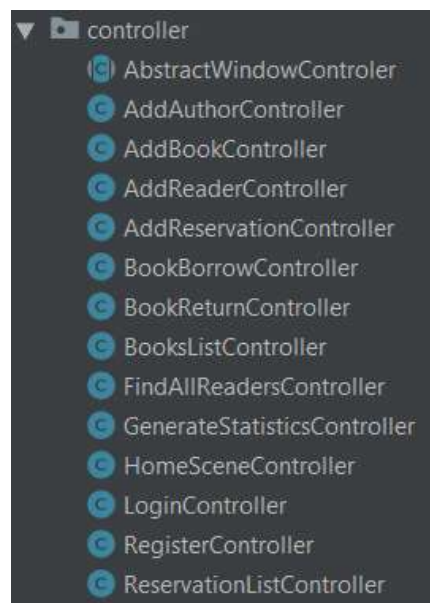 controller
AbstractWindowControler
AddAuthorController
AddBookController
AddReaderController
AddReservationController
BookBorrowController
BookReturnController
BooksListController
FindAllReadersController
GenerateStatisticsController
HomeSceneController
LoginController
RegisterController
ReservationListController